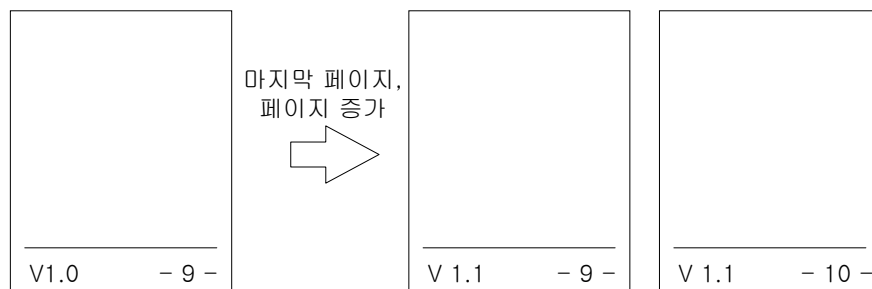 마지막 페이지,
페이지 증가
V1.0 - 9 -
V 1.1 - 9 -
V 1.1 - 10 -